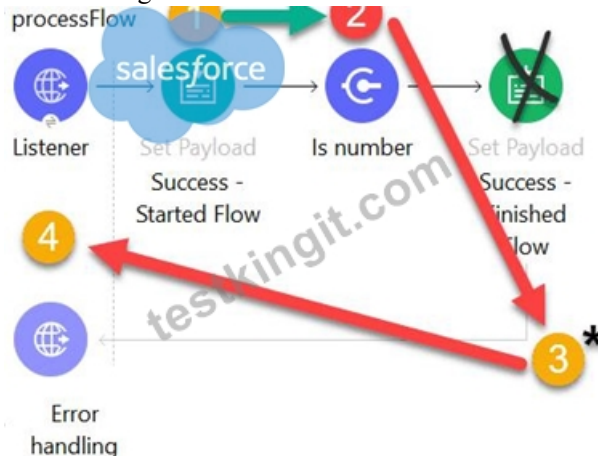 processFlow
1
2
salesforce
Listener
Set Payload
Is number
Set Payload
Success -
Started Flow
Success -
Finished
Flow
testkingit.com
4
3
*
Error
handling